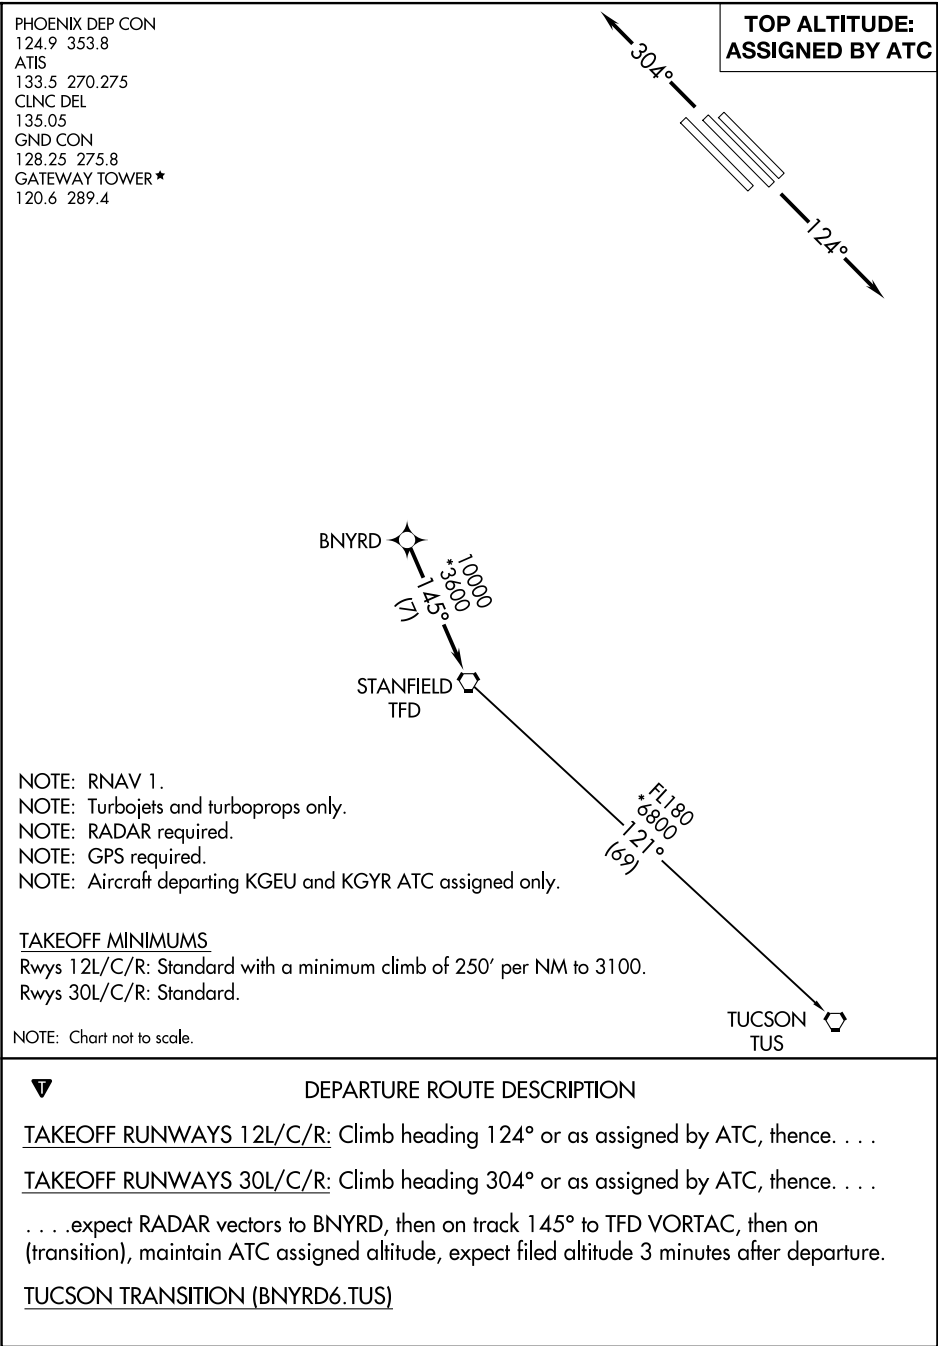 PHOENIX DEP CON
124.9 353.8
ATIS
133.5 270.275
CLNC DEL
135.05
GND CON
128.25 275.8
GATEWAY TOWER★
120.6 289.4
TOP ALTITUDE:
ASSIGNED BY ATC
304°
124°
BNYRD
10000
*3600
145°
(7)
STANFIELD
TFD
FL180
*6800
121°
(69)
TUCSON
TUS
NOTE: RNAV 1.
NOTE: Turbojets and turboprops only.
NOTE: RADAR required.
NOTE: GPS required.
NOTE: Aircraft departing KGEU and KGYR ATC assigned only.
TAKEOFF MINIMUMS
Rwys 12L/C/R: Standard with a minimum climb of 250' per NM to 3100.
Rwys 30L/C/R: Standard.
NOTE: Chart not to scale.
T
DEPARTURE ROUTE DESCRIPTION
TAKEOFF RUNWAYS 12L/C/R: Climb heading 124° or as assigned by ATC, thence. . . .
TAKEOFF RUNWAYS 30L/C/R: Climb heading 304° or as assigned by ATC, thence. . . .
. . . .expect RADAR vectors to BNYRD, then on track 145° to TFD VORTAC, then on
(transition), maintain ATC assigned altitude, expect filed altitude 3 minutes after departure.
TUCSON TRANSITION (BNYRD6.TUS)